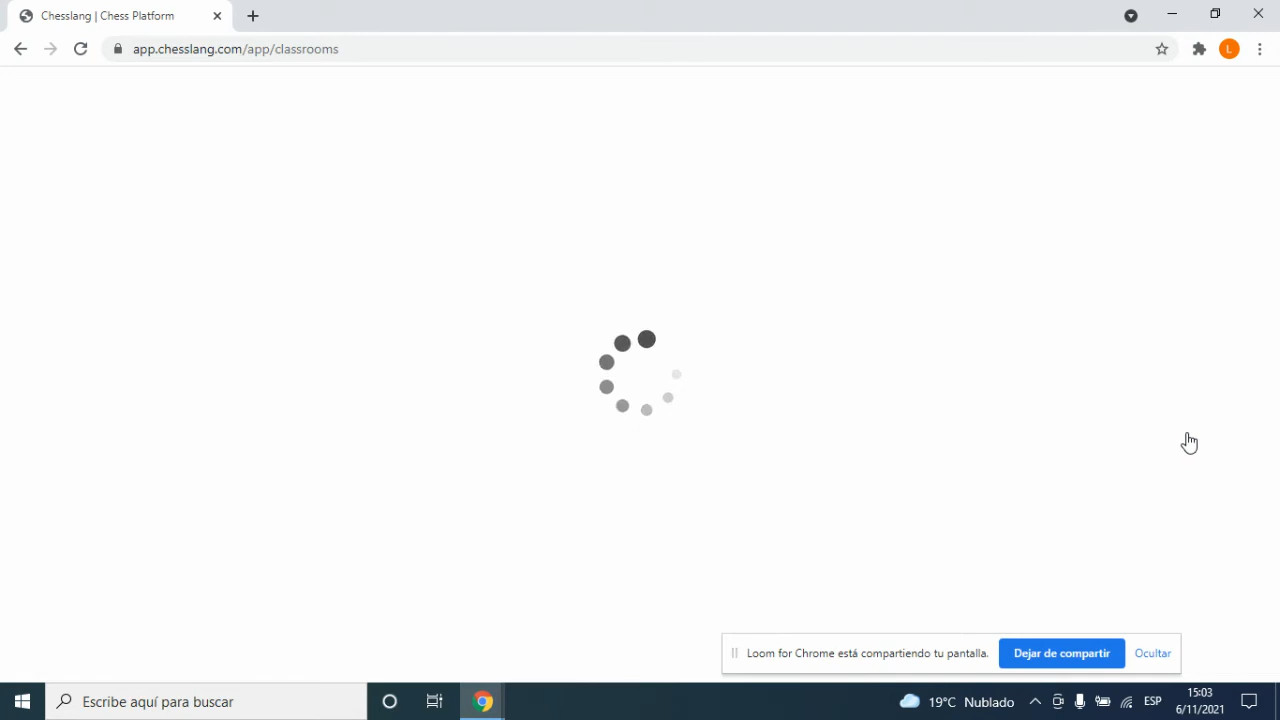 Chesslang | Chess Platform
app.chesslang.com/app/classrooms
L
Loom for Chrome está compartiendo tu pantalla.
Dejar de compartir
Ocultar
Escribe aquí para buscar
19°C Nublado
ESP
15:03
6/11/2021